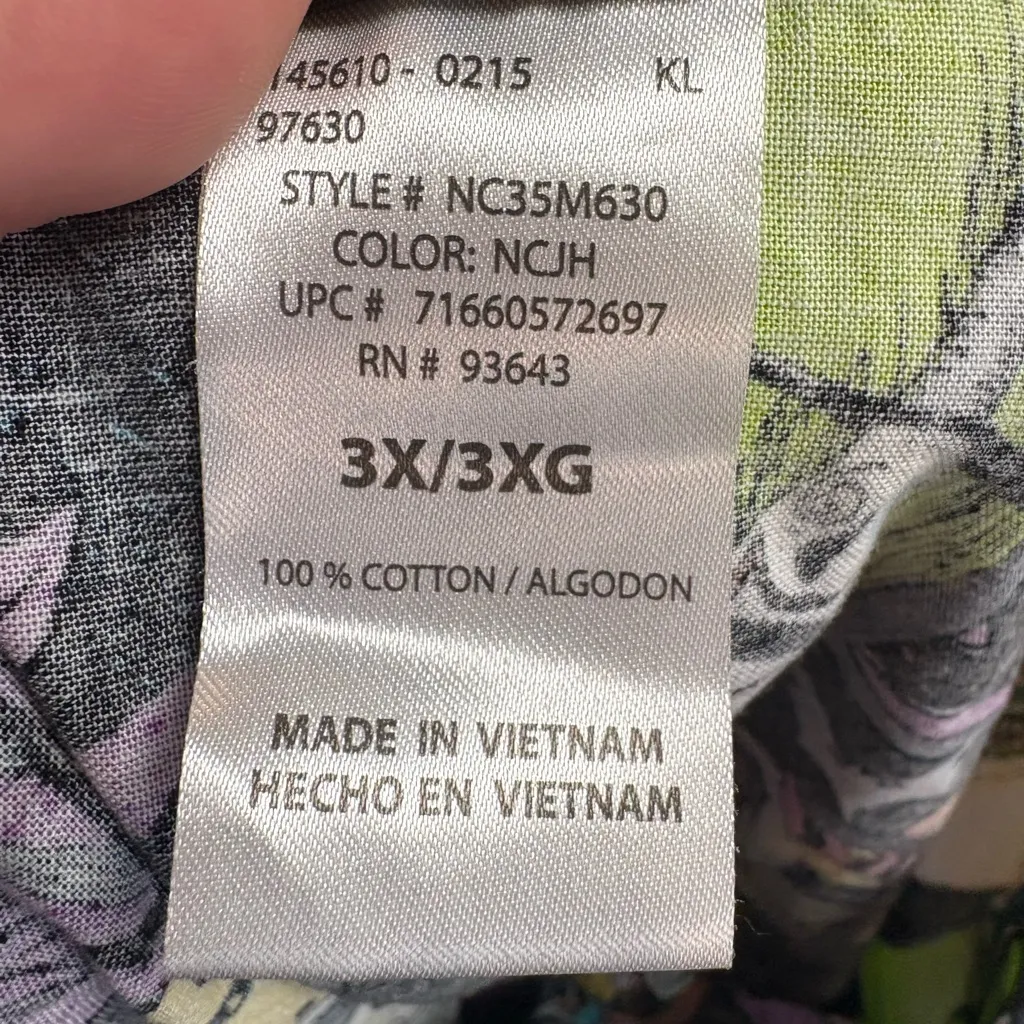 145610 - 0215 KL
97630
STYLE # NC35M630
COLOR: NCJH
UPC # 71660572697
RN # 93643
3X/3XG
100 % COTTON / ALGODON
MADE IN VIETNAM
HECHO EN VIETNAM